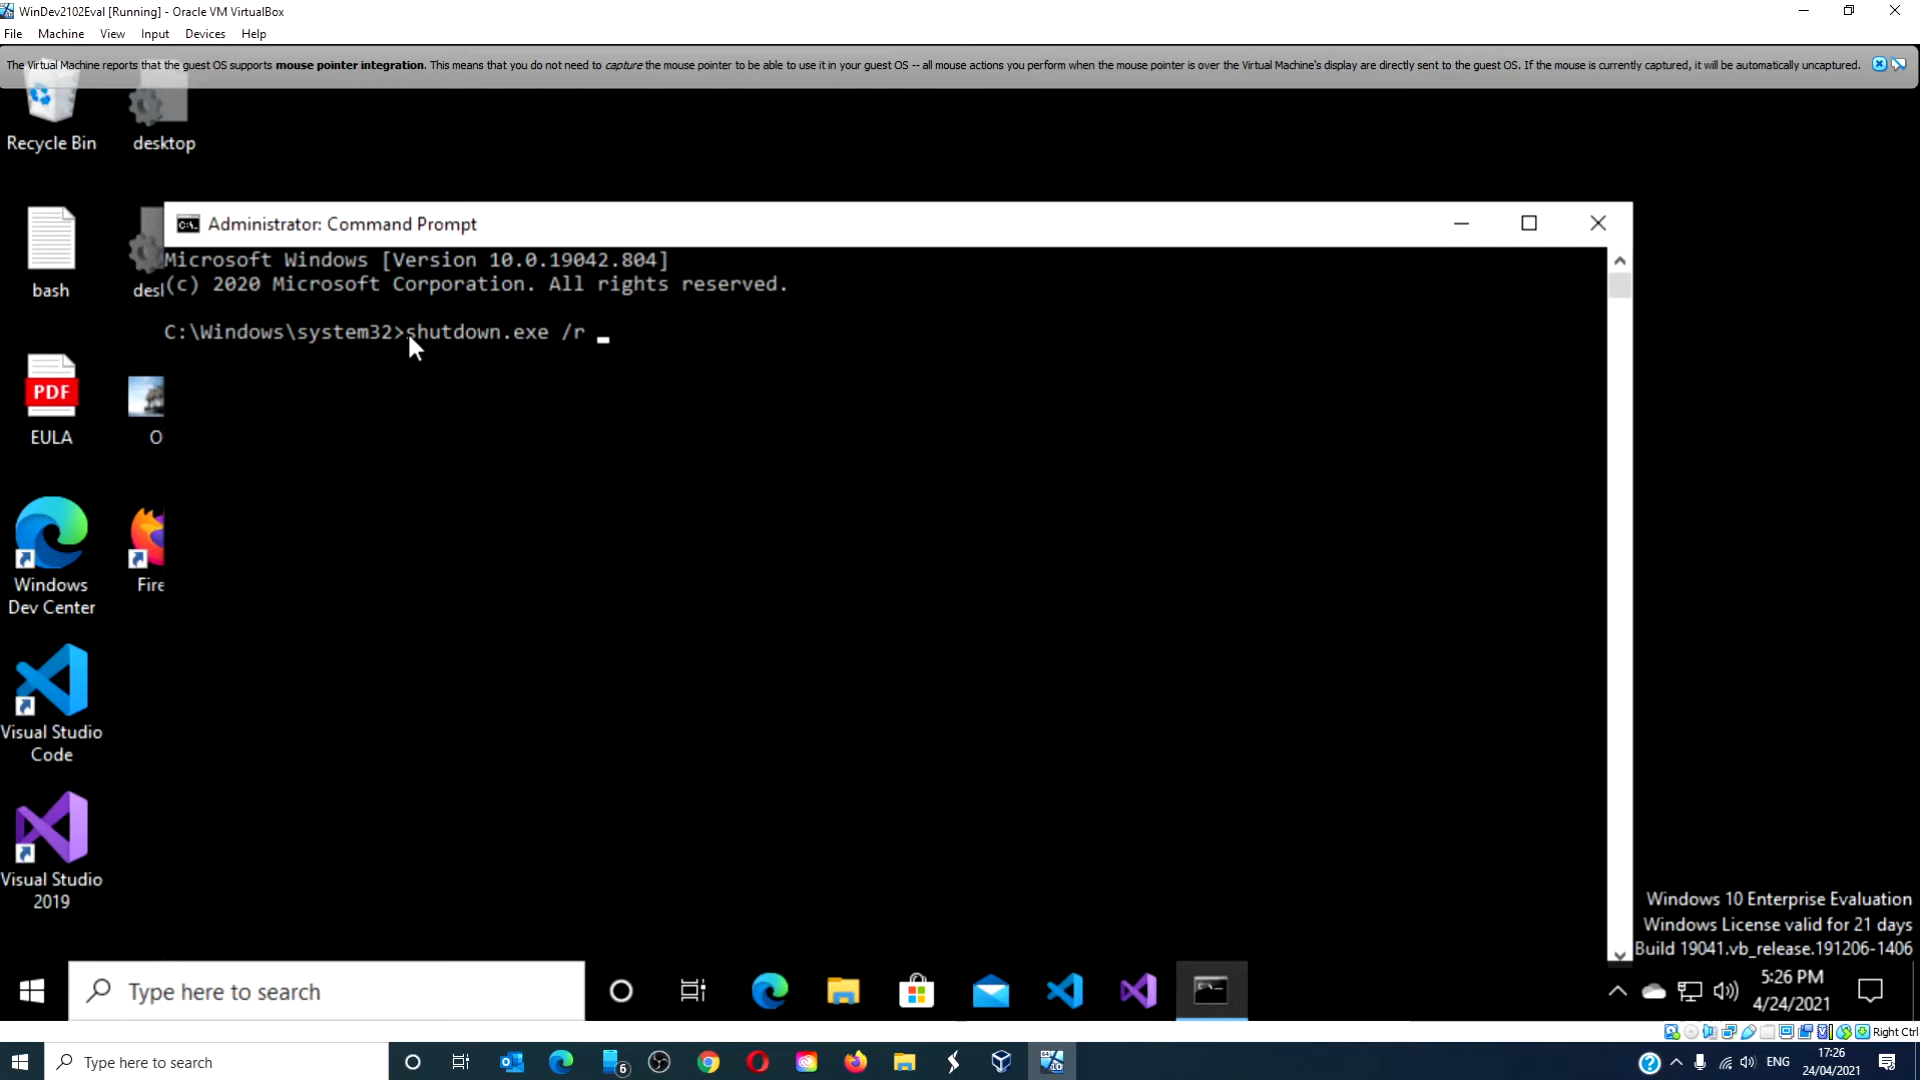 WinDev2102Eval [Running] - Oracle VM VirtualBox
File Machine View Input Devices Help
The Virtual Machine reports that the guest OS supports mouse pointer integration. This means that you do not need to capture the mouse pointer to be able to use it in your guest OS -- all mouse actions you perform when the mouse pointer is over the Virtual Machine's display are directly sent to the guest OS. If the mouse is currently captured, it will be automatically uncaptured.
Recycle Bin
desktop
Administrator: Command Prompt
Microsoft Windows [Version 10.0.19042.804]
(c) 2020 Microsoft Corporation. All rights reserved.
C:\Windows\system32>shutdown.exe /r
bash
des
PDF
EULA
O
Windows
Dev Center
Fire
Visual Studio
Code
Visual Studio
2019
Windows 10 Enterprise Evaluation
Windows License valid for 21 days
Build 19041.vb_release.191206-1406
Type here to search
5:26 PM
4/24/2021
Right Ctrl
Type here to search
6
ENG
17:26
24/04/2021